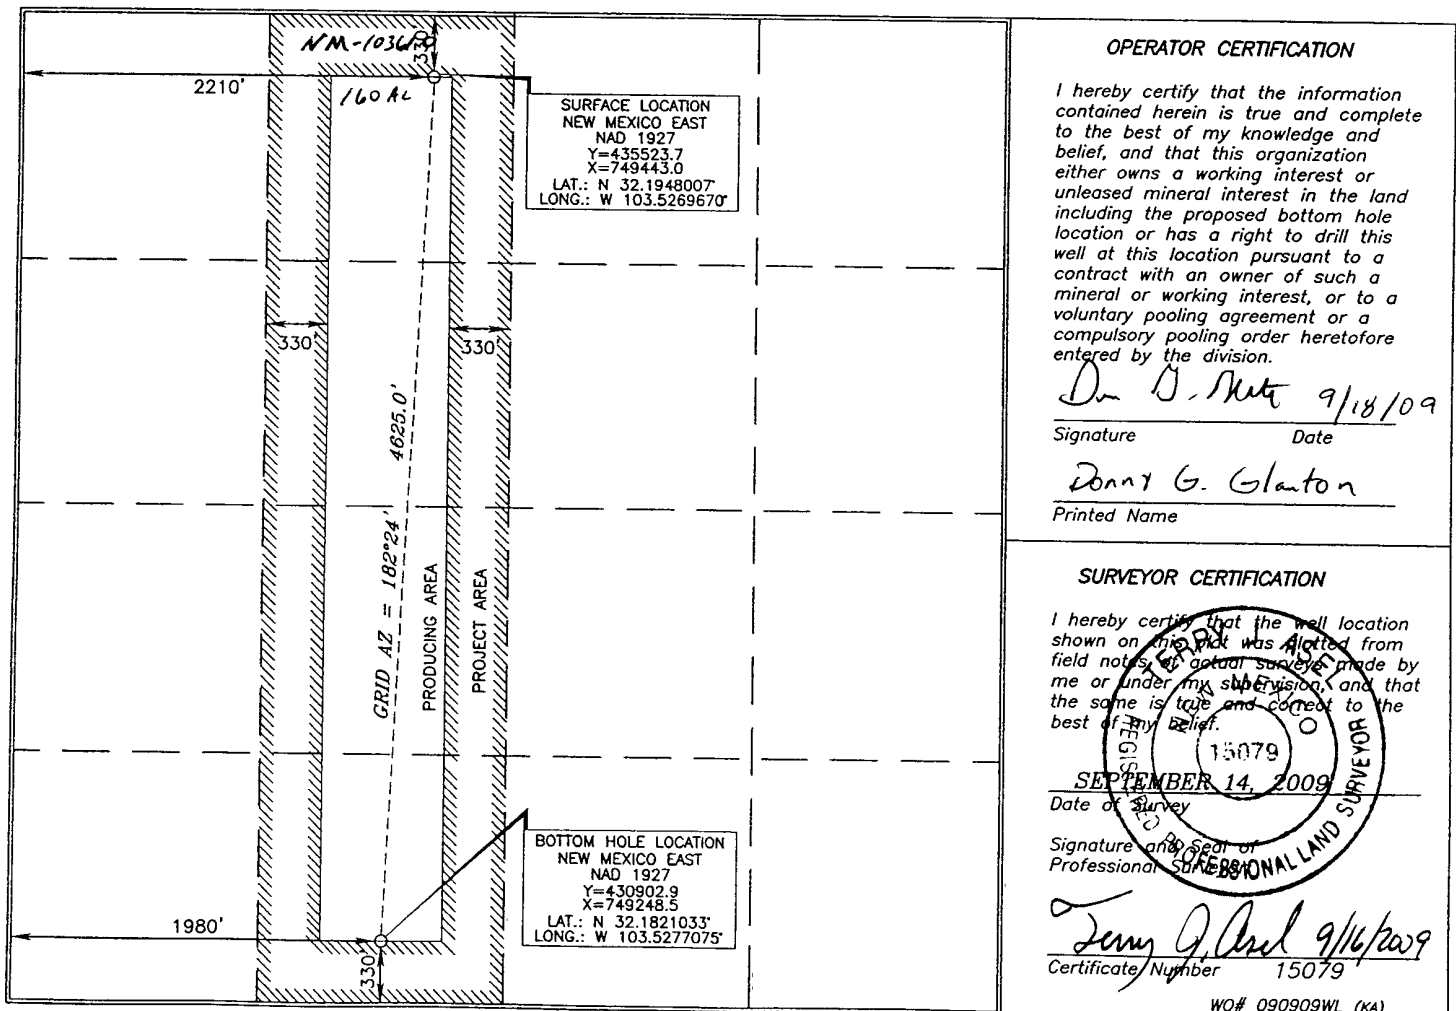 NM-103610
330'
2210'
160 AC
SURFACE LOCATION
NEW MEXICO EAST
NAD 1927
Y=435523.7
X=749443.0
LAT.: N 32.1948007°
LONG.: W 103.5269670°
330'
330'
GRID AZ = 182°24'
4625.0'
PRODUCING AREA
PROJECT AREA
BOTTOM HOLE LOCATION
NEW MEXICO EAST
NAD 1927
Y=430902.9
X=749248.5
LAT.: N 32.1821033°
LONG.: W 103.5277075°
1980'
330'
OPERATOR CERTIFICATION
I hereby certify that the information
contained herein is true and complete
to the best of my knowledge and
belief, and that this organization
either owns a working interest or
unleased mineral interest in the land
including the proposed bottom hole
location or has a right to drill this
well at this location pursuant to a
contract with an owner of such a
mineral or working interest, or to a
voluntary pooling agreement or a
compulsory pooling order heretofore
entered by the division.
9/18/09
Signature Date
Donny G. Glanton
Printed Name
SURVEYOR CERTIFICATION
I hereby certify that the well location
shown on this plat was plotted from
field notes of actual surveys made by
me or under my supervision, and that
the same is true and correct to the
best of my belief.
TERRY J. ASEL
NEW MEXICO
15079
REGISTERED PROFESSIONAL LAND SURVEYOR
SEPTEMBER 14, 2009
Date of Survey
Signature and Seal of
Professional Surveyor
Terry J. Asel 9/16/2009
Certificate Number 15079
WO# 090909WL (KA)